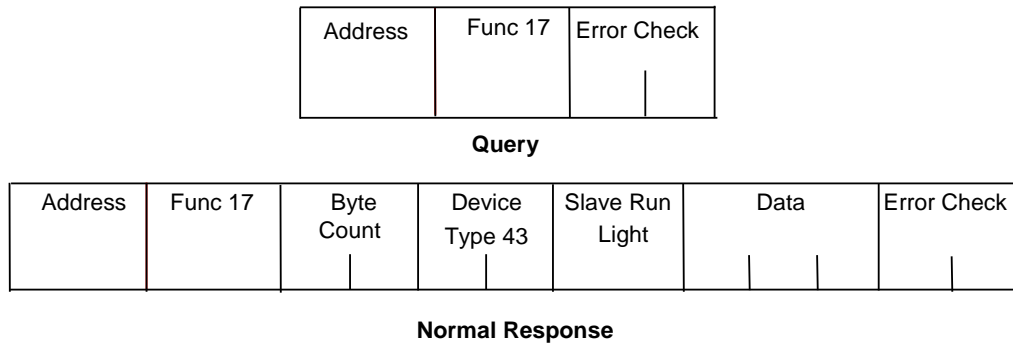 Address Func 17 Error Check
Query
Address Func 17 Byte Count Device Type 43 Slave Run Light Data Error Check
Normal Response